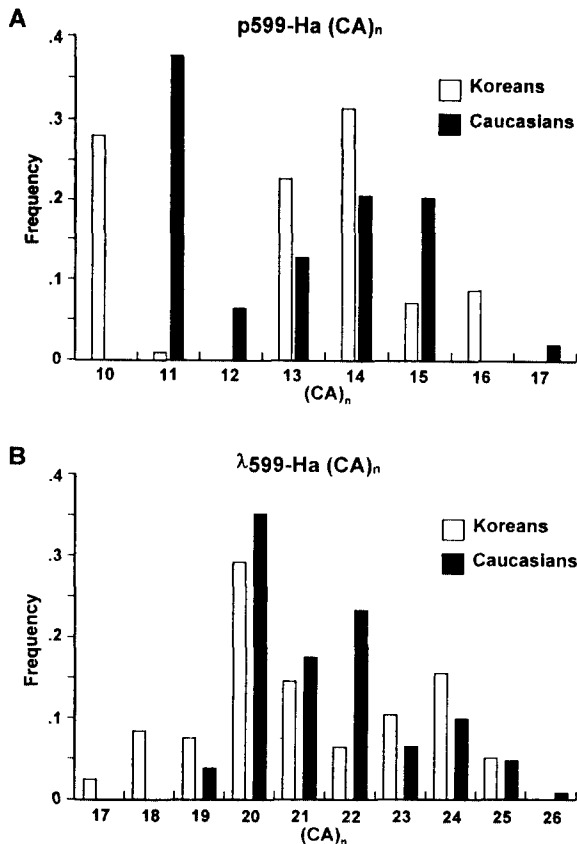 A
p599-Ha (CA)n
.4
.3
.2
.1
0
Frequency
Koreans
Caucasians
10 11 12 13 14 15 16 17
(CA)n
B
λ599-Ha (CA)n
.4
.3
.2
.1
0
Frequency
Koreans
Caucasians
17 18 19 20 21 22 23 24 25 26
(CA)n